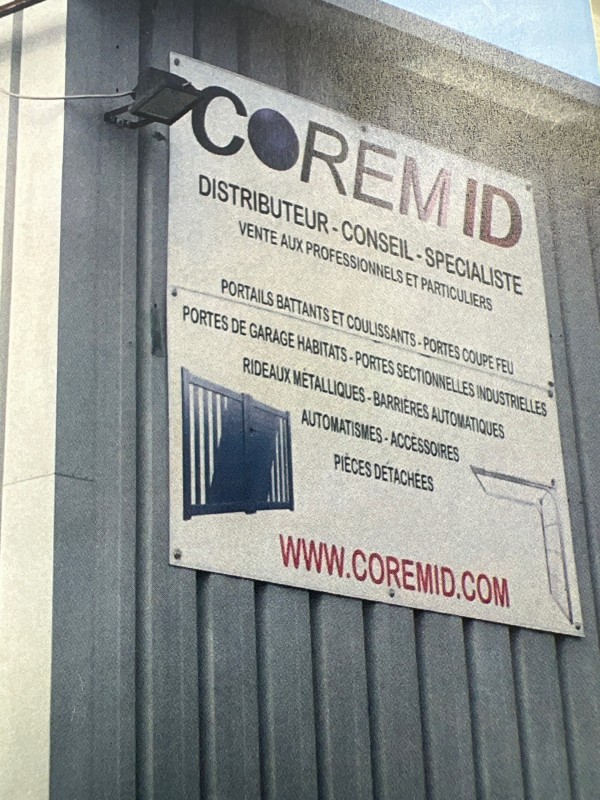 COREM ID
DISTRIBUTEUR - CONSEIL - SPECIALISTE
VENTE AUX PROFESSIONNELS ET PARTICULIERS
PORTAILS BATTANTS ET COULISSANTS - PORTES COUPE FEU
PORTES DE GARAGE HABITATS - PORTES SECTIONNELLES INDUSTRIELLES
RIDEAUX MÉTALLIQUES - BARRIÈRES AUTOMATIQUES
AUTOMATISMES - ACCESSOIRES
PIÈCES DETACHÉES
WWW.COREMID.COM